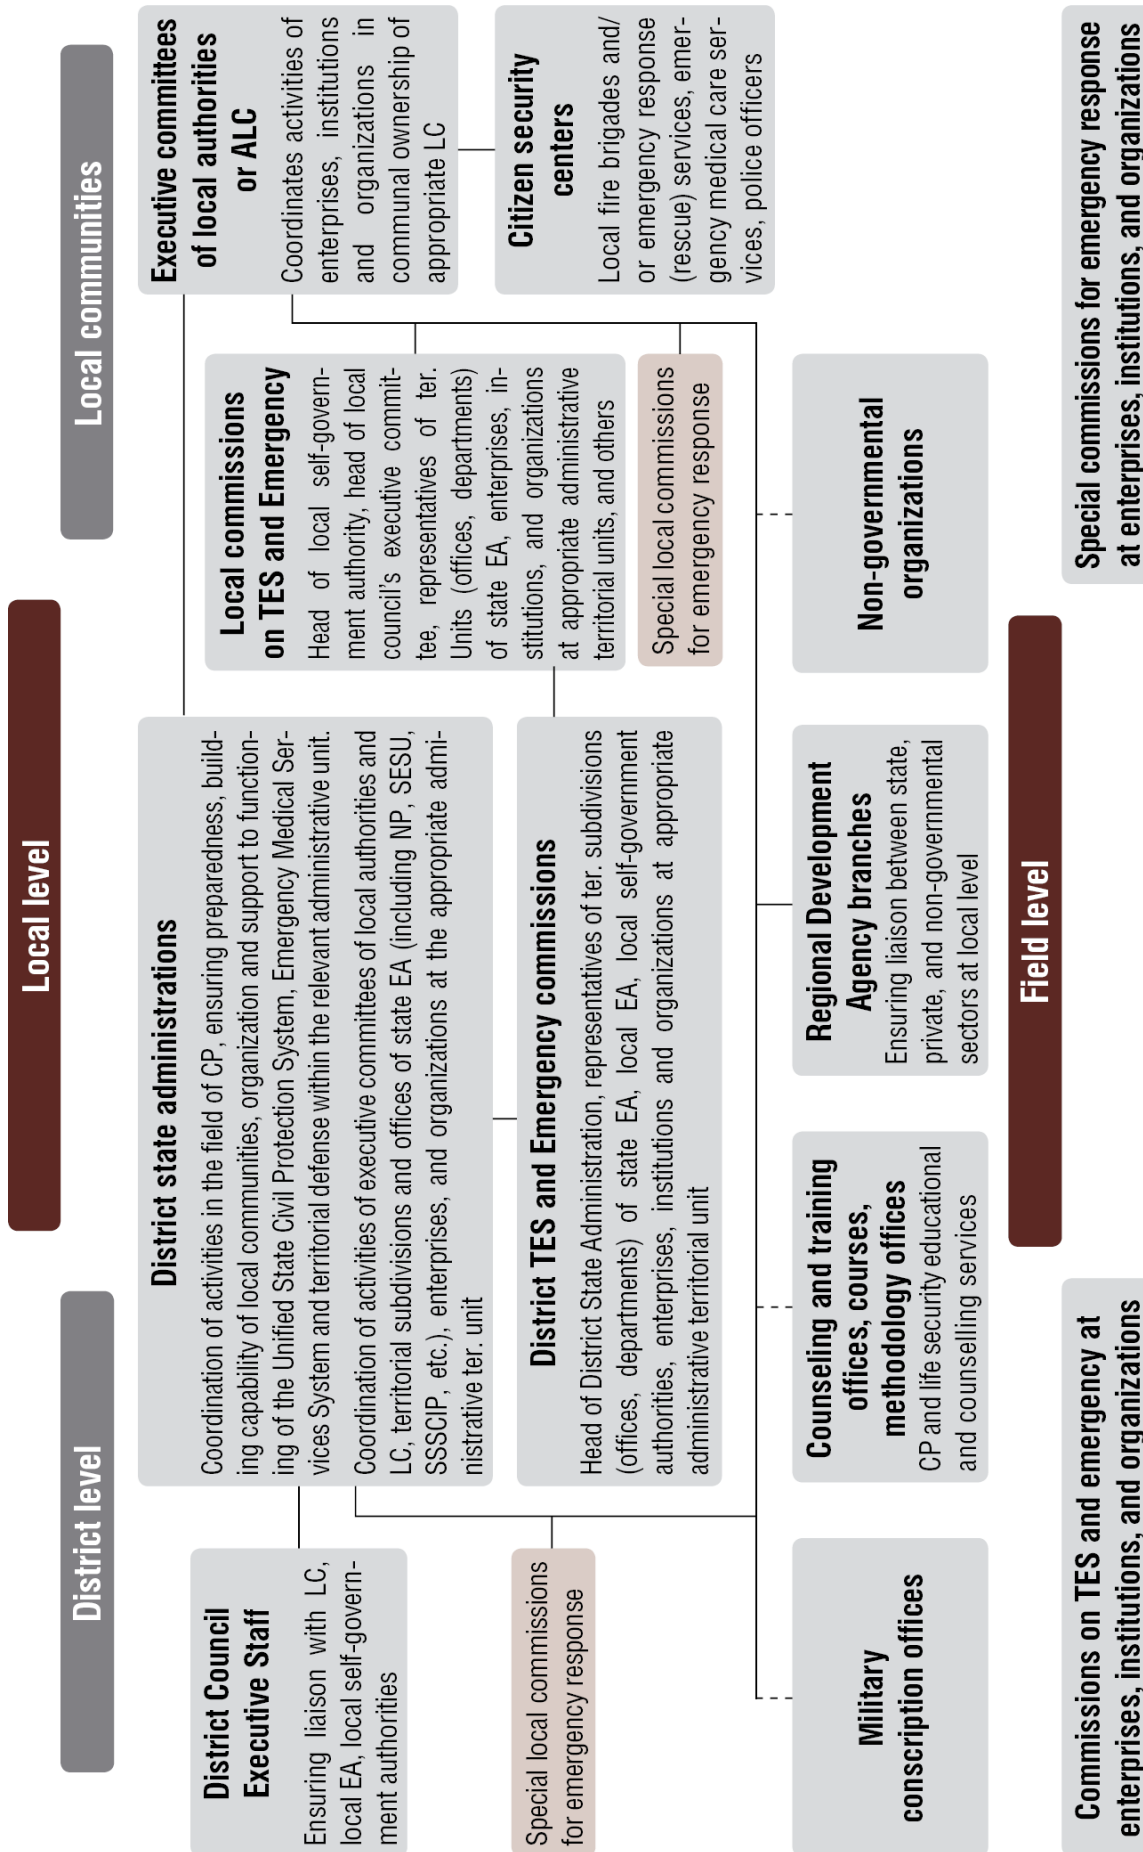 Local level
District level
Local communities
District Council
Executive Staff
Ensuring liaison with LC,
local EA, local self-govern-
ment authorities
District state administrations
Coordination of activities in the field of CP, ensuring preparedness, build-
ing capability of local communities, organization and support to function-
ing of the Unified State Civil Protection System, Emergency Medical Ser-
vices System and territorial defense within the relevant administrative unit.
Coordination of activities of executive committees of local authorities and
LC, territorial subdivisions and offices of state EA (including NP, SESU,
SSSCIP, etc.), enterprises, and organizations at the appropriate admi-
nistrative ter. unit
Executive committees
of local authorities
or ALC
Coordinates activities of
enterprises, institutions
and organizations in
communal ownership of
appropriate LC
Local commissions
on TES and Emergency
Head of local self-govern-
ment authority, head of local
council's executive commit-
tee, representatives of ter.
Units (offices, departments)
of state EA, enterprises, in-
stitutions, and organizations
at appropriate administrative
territorial units, and others
Citizen security
centers
Local fire brigades and/
or emergency response
(rescue) services, emer-
gency medical care ser-
vices, police officers
Special local commissions
for emergency response
District TES and Emergency commissions
Head of District State Administration, representatives of ter. subdivisions
(offices, departments) of state EA, local EA, local self-government
authorities, enterprises, institutions and organizations at appropriate
administrative territorial unit
Special local commissions
for emergency response
Military
conscription offices
Counseling and training
offices, courses,
methodology office
CP and life security educational
and counselling services
Regional Development
Agency branches
Ensuring liaison between state,
private, and non-governmental
sectors at local level
Non-governmental
organizations
Field level
Commissions on TES and emergency at
enterprises, institutions, and organizations
Special commissions for emergency response
at enterprises, institutions, and organizations